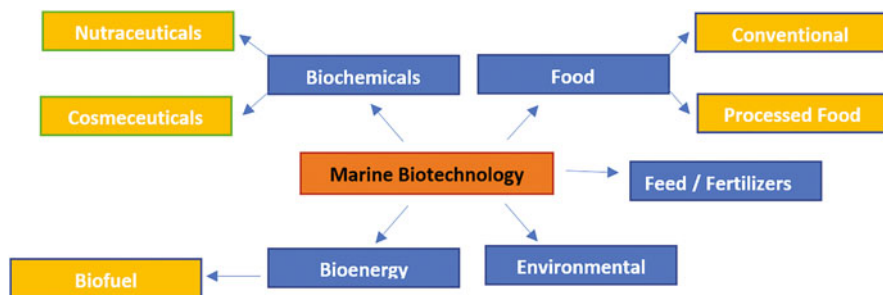 Nutraceuticals
Conventional
Biochemicals
Food
Cosmeceuticals
Processed Food
Marine Biotechnology
Feed / Fertilizers
Biofuel
Bioenergy
Environmental